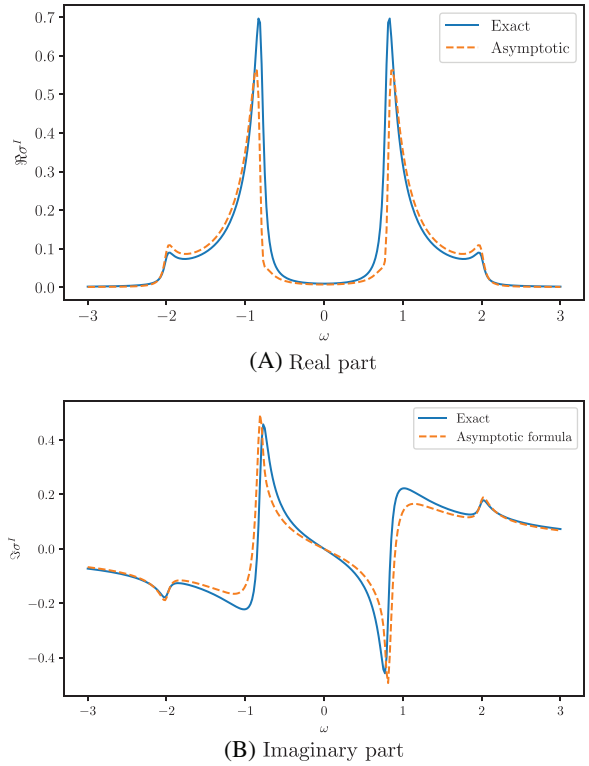 0.7
0.6
0.5
0.4
0.3
0.2
0.1
0.0
ℜσ^I
Exact
Asymptotic
−3 −2 −1 0 1 2 3
ω
(A) Real part
0.4
0.2
0.0
−0.2
−0.4
ℑσ^I
Exact
Asymptotic formula
−3 −2 −1 0 1 2 3
ω
(B) Imaginary part